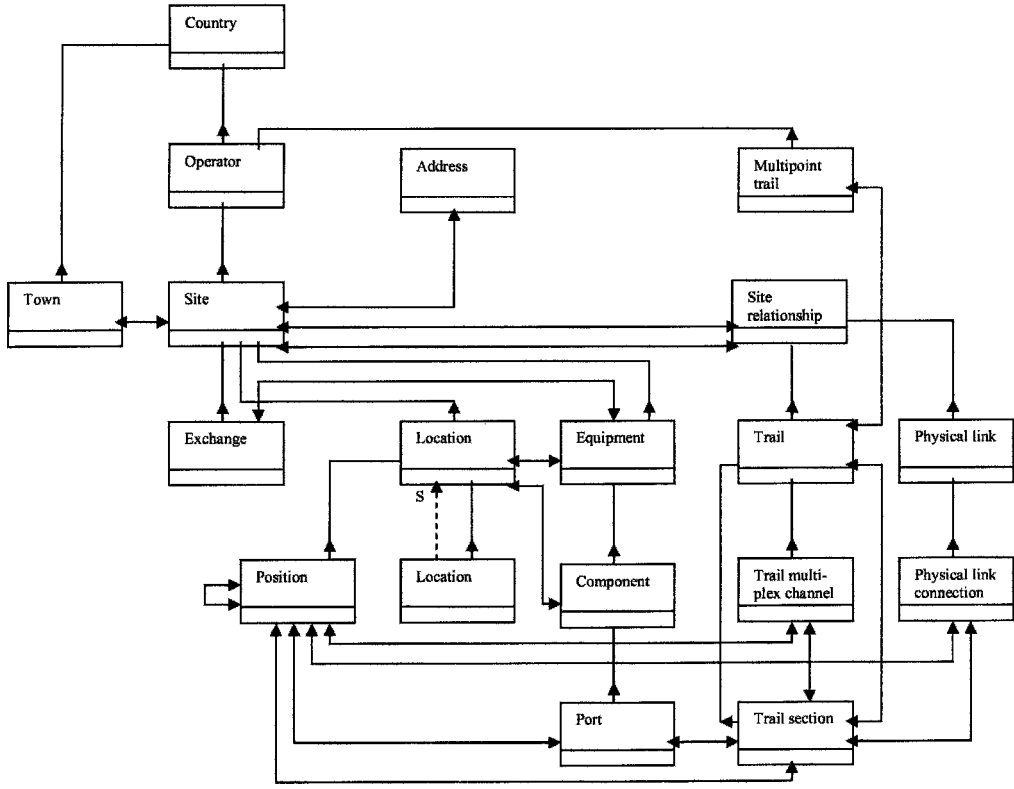 Country
Operator
Address
Multipoint
trail
Town
Site
Site
relationship
Exchange
Location
Equipment
Trail
Physical link
S
Position
Location
Component
Trail multi-
plex channel
Physical link
connection
Port
Trail section